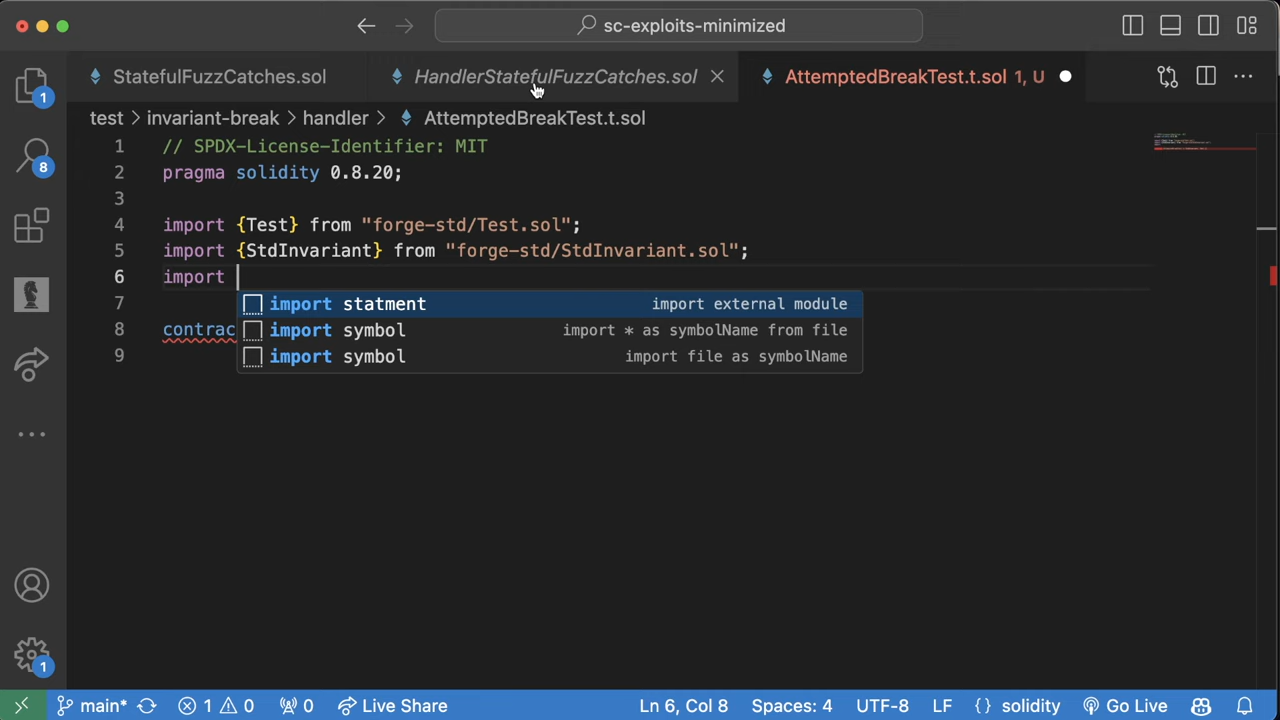 sc-exploits-minimized
StatefulFuzzCatches.sol
HandlerStatefulFuzzCatches.sol
AttemptedBreakTest.t.sol 1, U
test > invariant-break > handler > AttemptedBreakTest.t.sol
1 // SPDX-License-Identifier: MIT
2 pragma solidity 0.8.20;
3
4 import {Test} from "forge-std/Test.sol";
5 import {StdInvariant} from "forge-std/StdInvariant.sol";
6 import
import statment import external module
7 import symbol import * as symbolName from file
8 contrac
import symbol import file as symbolName
9
1
8
1
main* 1 0 0 Live Share Ln 6, Col 8 Spaces: 4 UTF-8 LF {} solidity Go Live